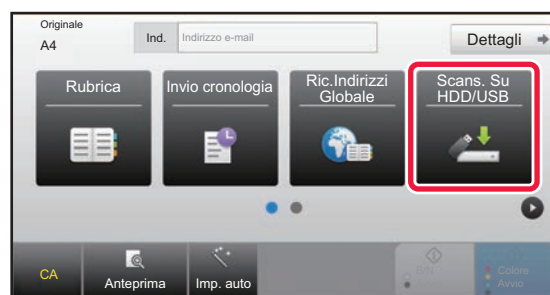 Originale
A4
Ind.
Indirizzo e-mail
Dettagli
Rubrica
Invio cronologia
Ric.Indirizzi
Globale
Scans. Su
HDD/USB
CA
Anteprima
Imp. auto
B/N
Avvio
Colore
Avvio